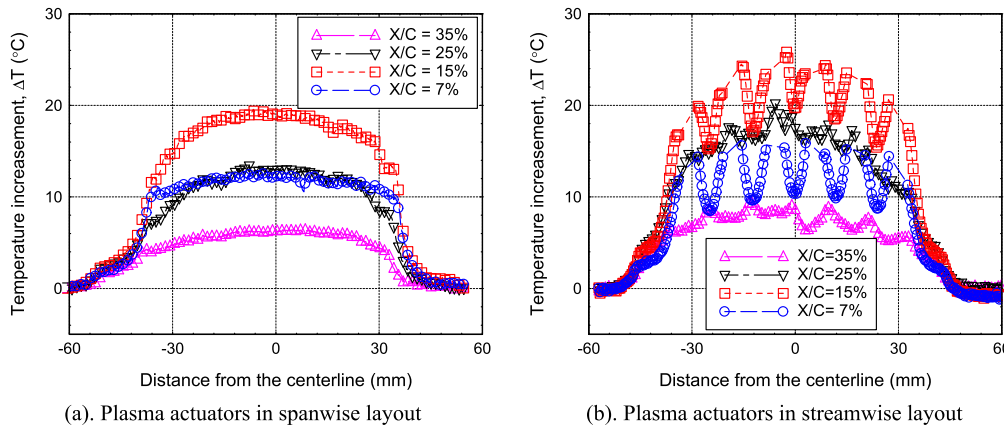 Temperature increasement, ΔT (°C)
30
20
10
0
X/C = 35%
X/C = 25%
X/C = 15%
X/C = 7%
-60
-30
0
30
60
Distance from the centerline (mm)
(a). Plasma actuators in spanwise layout
Temperature increasement, ΔT (°C)
30
20
10
0
X/C=35%
X/C=25%
X/C=15%
X/C= 7%
-60
-30
0
30
60
Distance from the centerline (mm)
(b). Plasma actuators in streamwise layout